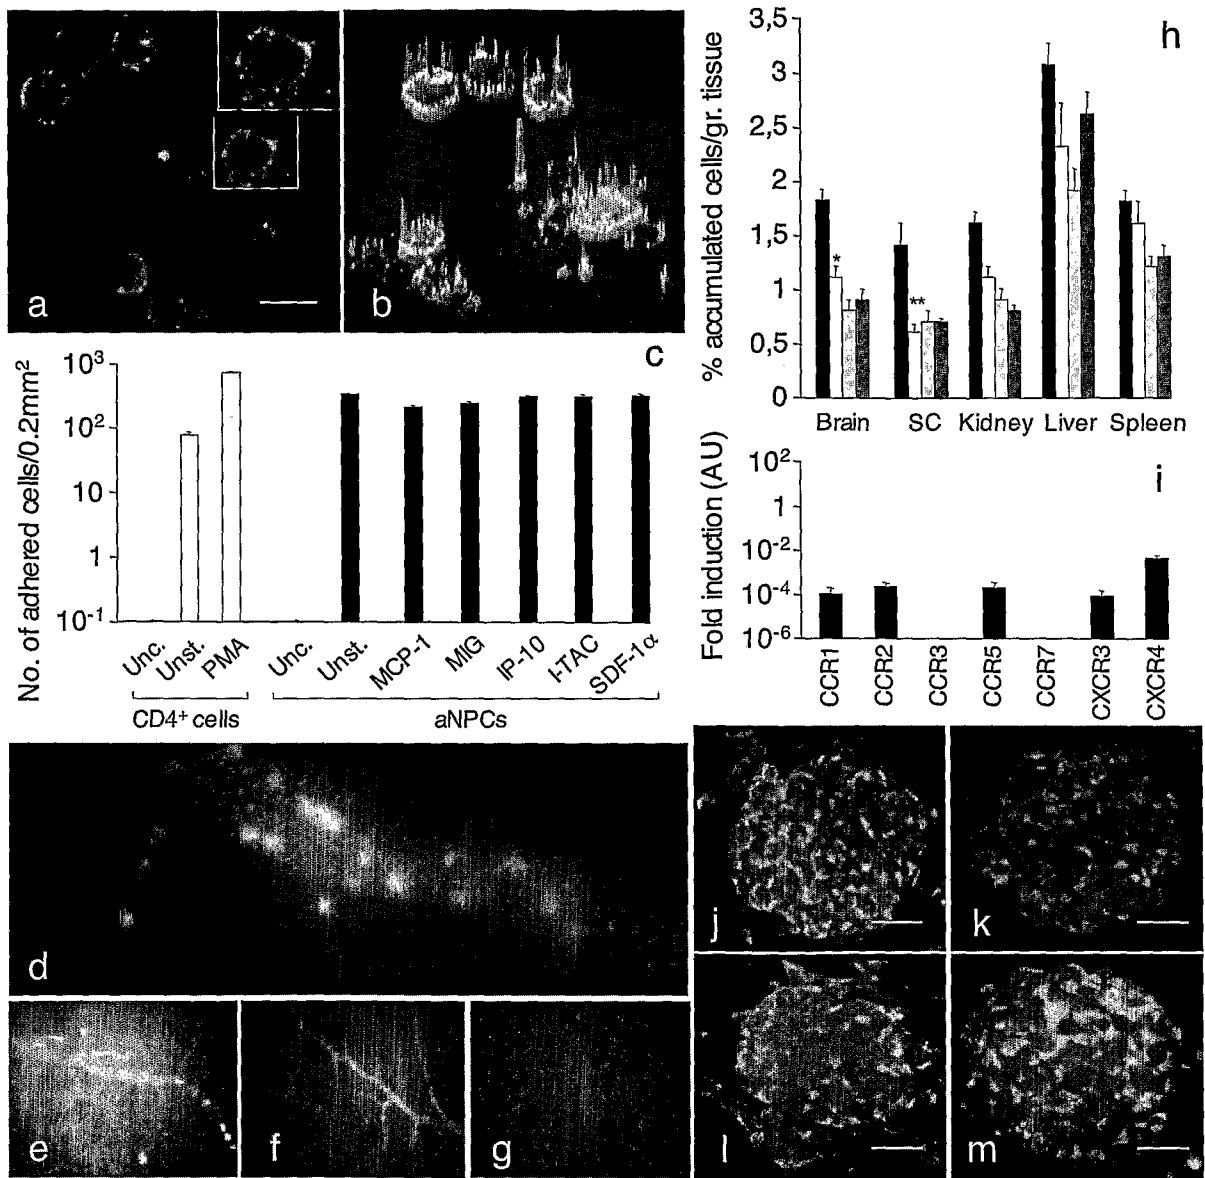 a
b
c
No. of adhered cells/0.2mm²
10³
10²
10
1
10⁻¹
Unc.
Unst.
PMA
Unc.
Unst.
MCP-1
MIG
IP-10
I-TAC
SDF-1α
CD4⁺ cells
aNPCs
h
% accumulated cells/gr. tissue
3,5
3
2,5
2
1,5
1
0,5
0
*
**
Brain
SC
Kidney
Liver
Spleen
i
Fold induction (AU)
10²
1
10⁻²
10⁻⁴
10⁻⁶
CCR1
CCR2
CCR3
CCR5
CCR7
CXCR3
CXCR4
d
e
f
g
j
k
l
m